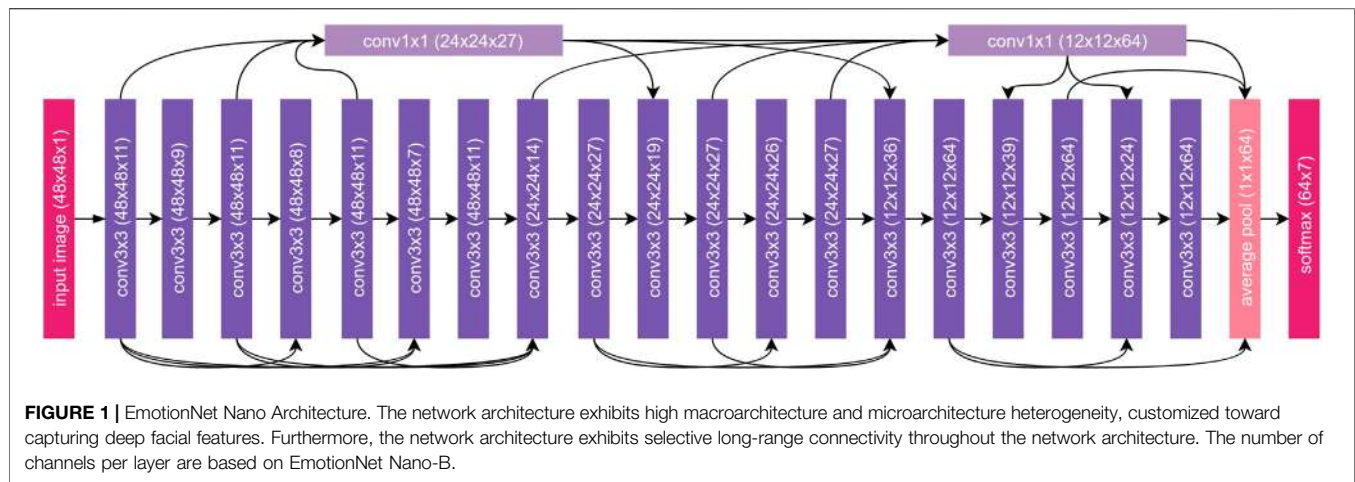 conv1x1 (24x24x27)
conv1x1 (12x12x64)
input image (48x48x1)
conv3x3 (48x48x11)
conv3x3 (48x48x9)
conv3x3 (48x48x11)
conv3x3 (48x48x8)
conv3x3 (48x48x11)
conv3x3 (48x48x7)
conv3x3 (48x48x11)
conv3x3 (24x24x14)
conv3x3 (24x24x27)
conv3x3 (24x24x19)
conv3x3 (24x24x27)
conv3x3 (24x24x26)
conv3x3 (24x24x27)
conv3x3 (12x12x36)
conv3x3 (12x12x64)
conv3x3 (12x12x39)
conv3x3 (12x12x64)
conv3x3 (12x12x24)
conv3x3 (12x12x64)
average pool (1x1x64)
softmax (64x7)
FIGURE 1 | EmotionNet Nano Architecture. The network architecture exhibits high macroarchitecture and microarchitecture heterogeneity, customized toward
capturing deep facial features. Furthermore, the network architecture exhibits selective long-range connectivity throughout the network architecture. The number of
channels per layer are based on EmotionNet Nano-B.